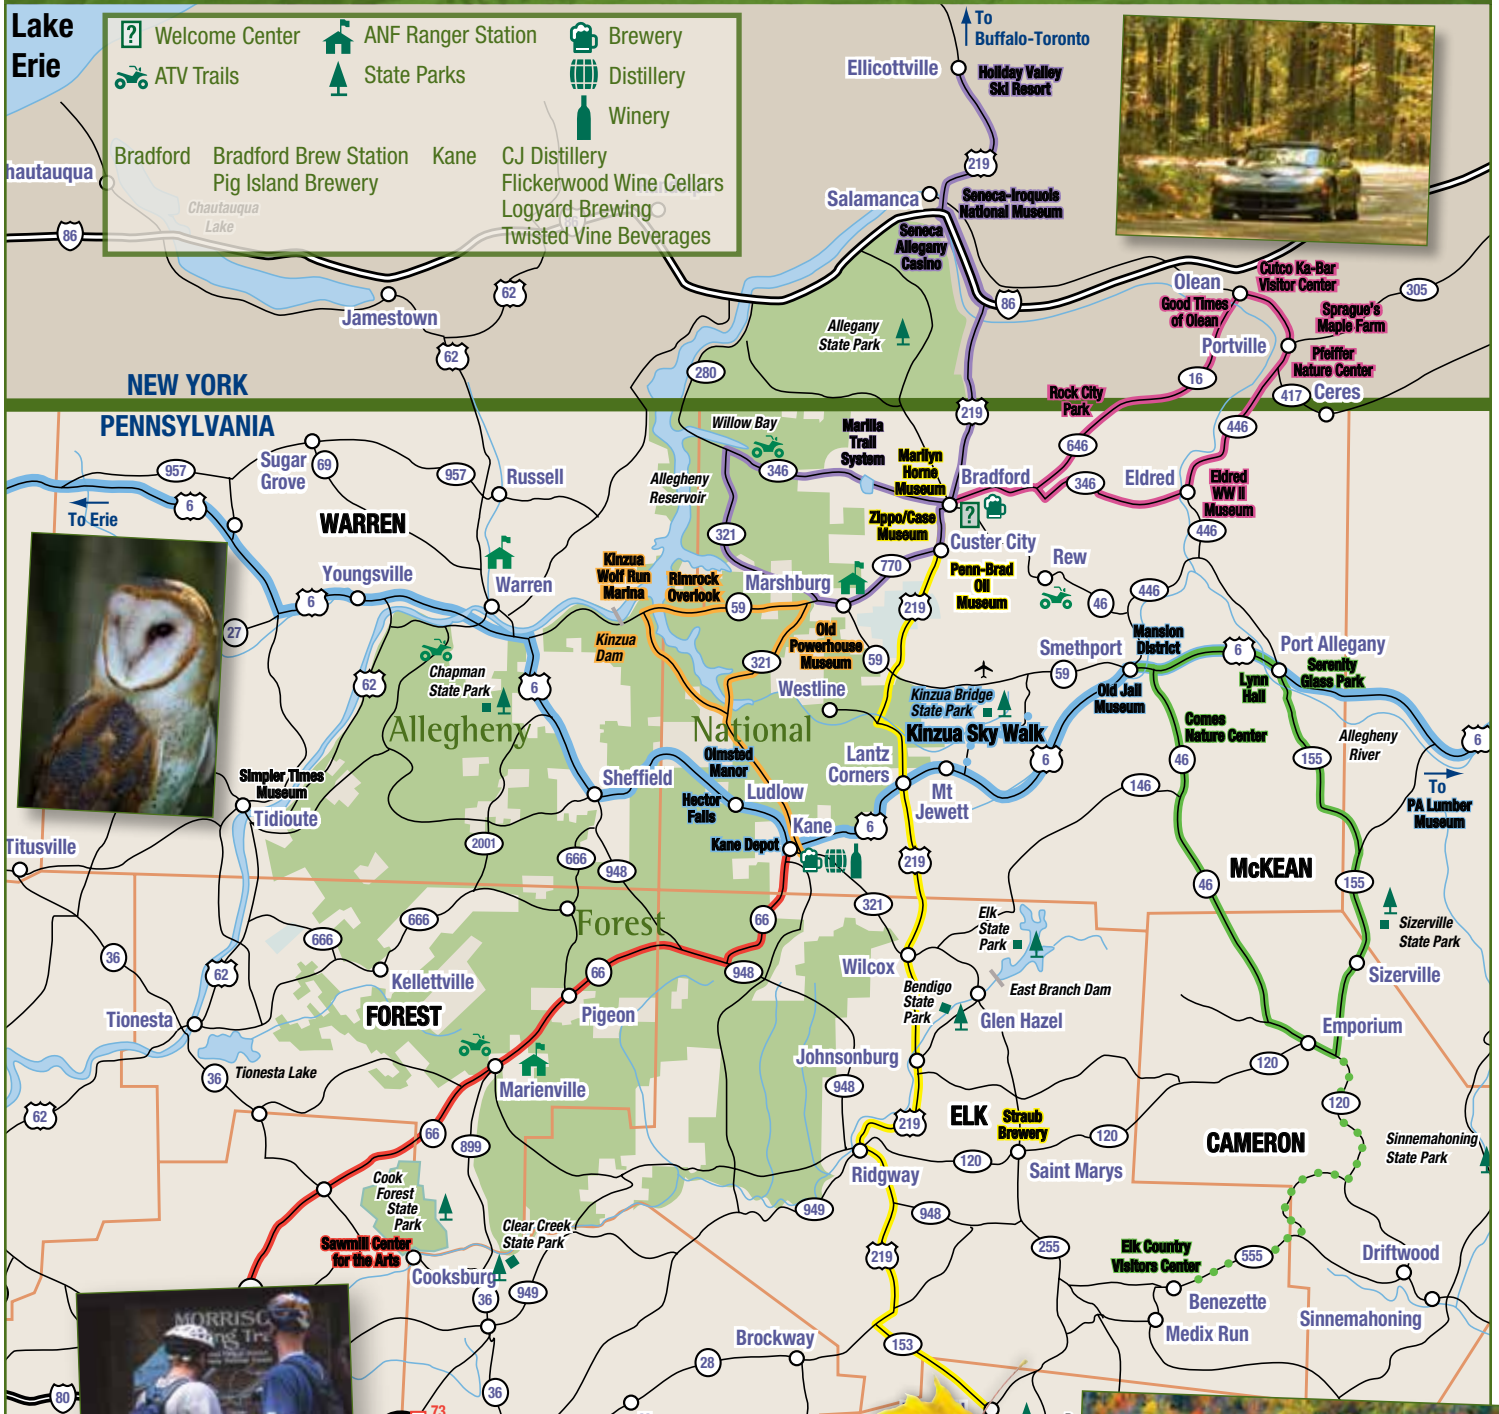 Lake
Erie
Welcome Center
ANF Ranger Station
Brewery
ATV Trails
State Parks
Distillery
Winery
Bradford
Bradford Brew Station
Pig Island Brewery
Kane
CJ Distillery
Flickerwood Wine Cellars
Logyard Brewing
Twisted Vine Beverages
To
Buffalo-Toronto
Ellicottville
Holiday Valley
Ski Resort
219
hautauqua
Chautauqua
Lake
86
86
Salamanca
Seneca-Iroquois
National Museum
Seneca
Allegany
Casino
62
Jamestown
62
86
Olean
Cutco Ka-Bar
Visitor Center
305
Good Times
of Olean
Sprague's
Maple Farm
Portville
Pfeiffer
Nature Center
Allegany
State Park
280
16
417
Ceres
NEW YORK
PENNSYLVANIA
219
Rock City
Park
446
646
Willow Bay
346
Marilla
Trail
System
Marilyn
Horne
Museum
Bradford
346
Eldred
Eldred
WW II
Museum
446
957
Sugar
Grove
69
957
Russell
6
To Erie
WARREN
Allegheny
Reservoir
321
Zippo/Case
Museum
Custer City
Rew
770
Penn-Brad
Oil
Museum
Youngsville
6
Warren
Kinzua
Wolf Run
Marina
Rimrock
Overlook
Marshburg
59
219
46
446
27
Kinzua
Dam
Old
Powerhouse
Museum
Smethport
Mansion
District
6
Port Allegany
Serenity
Glass Park
Lynn
Hall
Chapman
State Park
62
6
321
59
59
Westline
Kinzua Bridge
State Park
Kinzua Sky Walk
Old Jail
Museum
Comes
Nature Center
Allegheny
River
6
Allegheny
National
Forest
Olmsted
Manor
Lantz
Corners
6
46
155
To
PA Lumber
Museum
Simpler Times
Museum
Tidioute
Sheffield
Hector
Falls
Ludlow
Mt
Jewett
146
Kane
6
Kane Depot
Titusville
2001
666
948
219
McKEAN
46
155
321
66
666
666
Elk
State
Park
Sizerville
State Park
36
62
Kellettville
66
948
Wilcox
Sizerville
Bendigo
State
Park
East Branch Dam
Glen Hazel
Pigeon
FOREST
Tionesta
Emporium
Tionesta Lake
36
Marienville
Johnsonburg
120
948
62
66
899
219
ELK
Straub
Brewery
120
120
CAMERON
Sinnemahoning
State Park
120
Saint Marys
Ridgway
Cook
Forest
State
Park
949
948
Clear Creek
State Park
Sawmill Center
for the Arts
219
255
Elk Country
Visitors Center
555
Driftwood
Cooksburg
36
949
Benezette
Sinnemahoning
Medix Run
Brockway
28
153
36
80
73
MORRISO
ng Tre